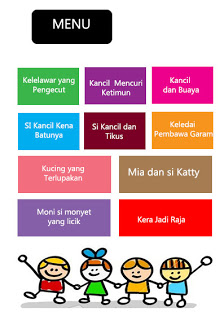 MENU
Kelelawar yang
Pengecut
Kancil Mencuri
Ketimun
Kancil
dan Buaya
SI Kancil Kena
Batunya
Si Kancil dan
Tikus
Keledai
Pembawa Garam
Kucing yang
Terlupakan
Mia dan si Katty
Moni si monyet
yang licik
Kera Jadi Raja